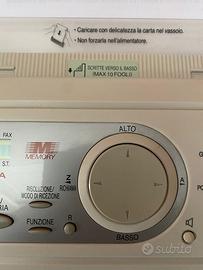 • Caricare con delicatezza la carta nel vassoio.
• Non forzarla nell'alimentatore.
SCRITTE VERSO IL BASSO
(MAX 10 FOGLI)
FAX
M
MEMORY
S.T.
ALTO
RISOLUZIONE/
MODO DI RICEZIONE
Z
RICHIAMA
FUNZIONE
R
BASSO
subito